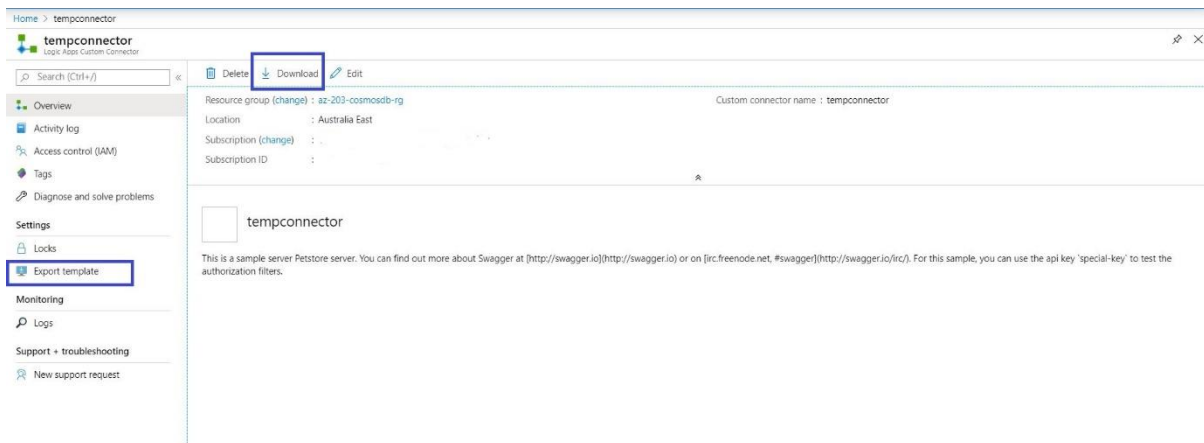 Home > tempconnector
tempconnector
Logic Apps Custom Connector
Search (Ctrl+/)
Overview
Activity log
Access control (IAM)
Tags
Diagnose and solve problems
Settings
Locks
Export template
Monitoring
Logs
Support + troubleshooting
New support request
Delete Download Edit
Resource group (change) : az-203-cosmosdb-rg
Custom connector name : tempconnector
Location : Australia East
Subscription (change) :
Subscription ID :
tempconnector
This is a sample server Petstore server. You can find out more about Swagger at [http://swagger.io](http://swagger.io) or on [irc.freenode.net, #swagger](http://swagger.io/irc/). For this sample, you can use the api key `special-key` to test the
authorization filters.